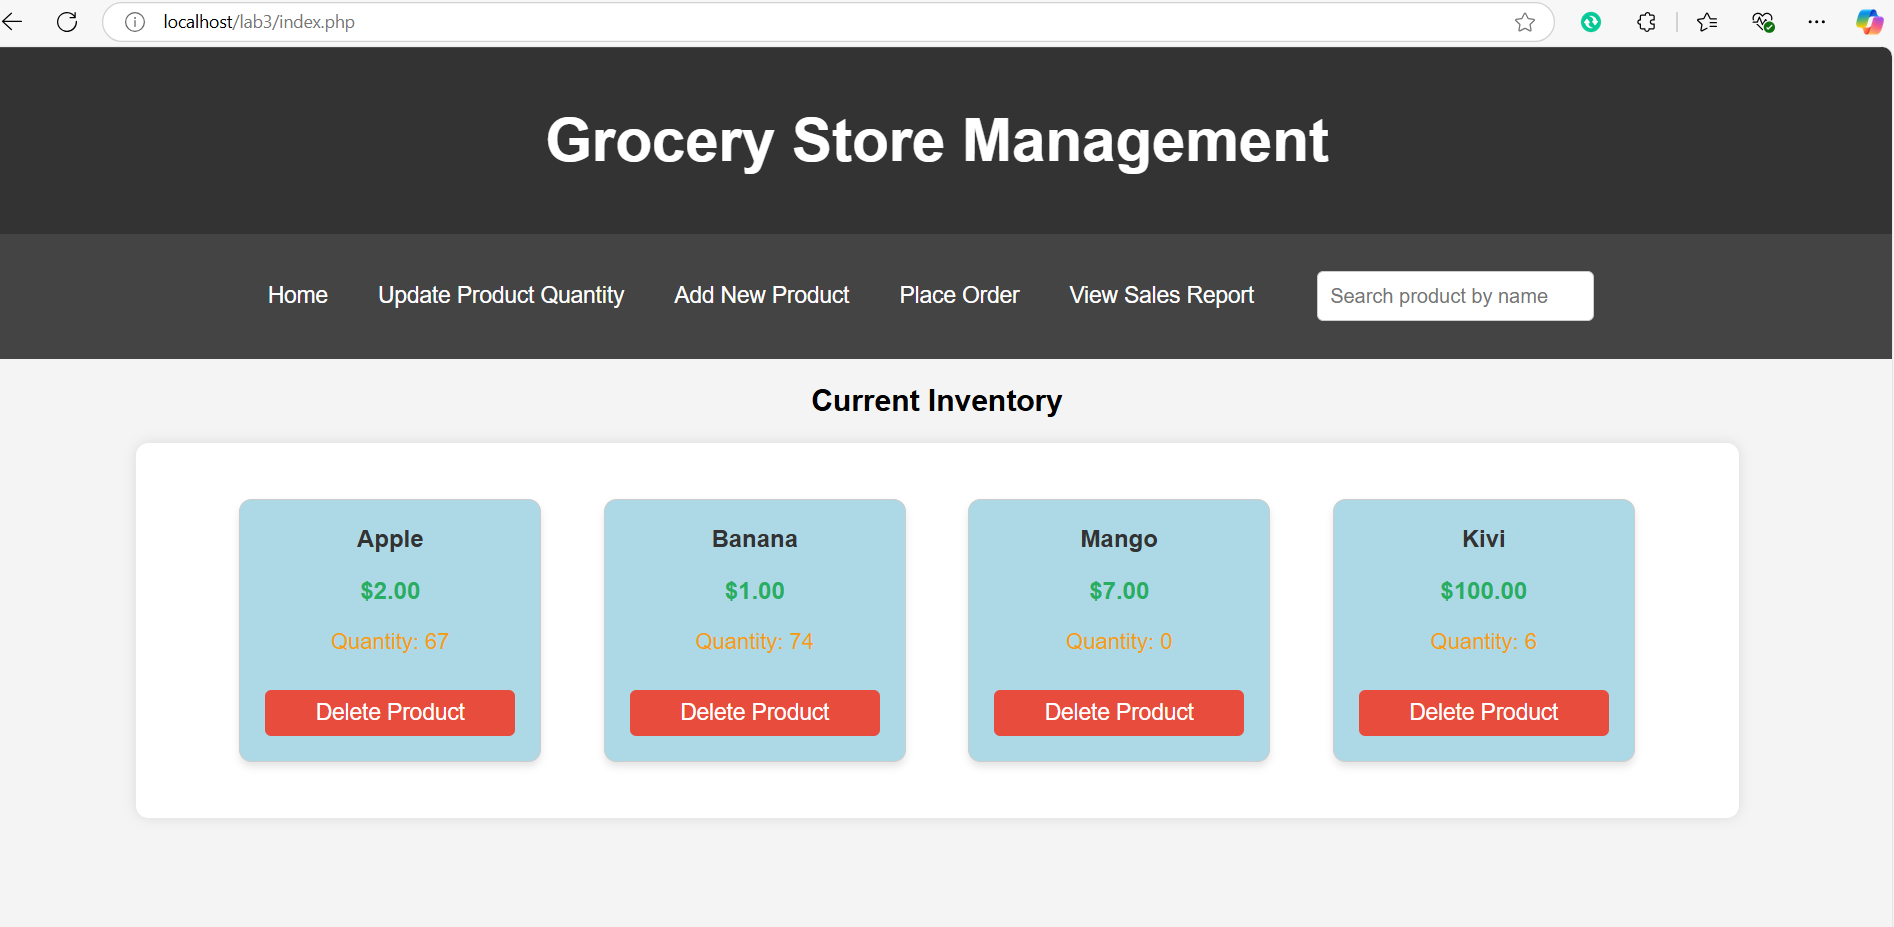 localhost/lab3/index.php
Grocery Store Management
Home Update Product Quantity Add New Product Place Order View Sales Report Search product by name
Current Inventory
Apple
$2.00
Quantity: 67
Delete Product
Banana
$1.00
Quantity: 74
Delete Product
Mango
$7.00
Quantity: 0
Delete Product
Kivi
$100.00
Quantity: 6
Delete Product